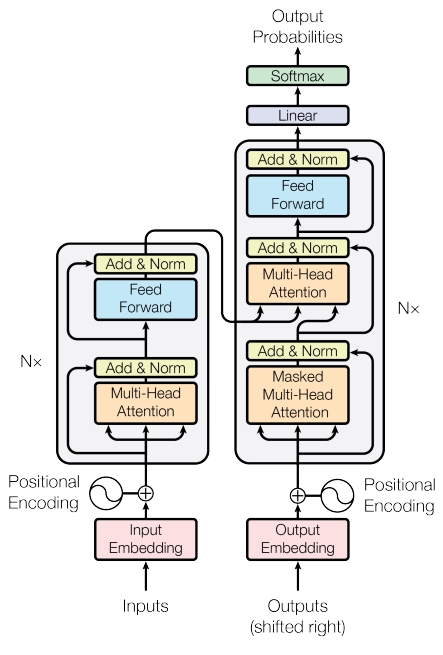 Output
Probabilities
Softmax
Linear
Add & Norm
Feed
Forward
Add & Norm
Multi-Head
Attention
Add & Norm
Masked
Multi-Head
Attention
N×
Positional
Encoding
Output
Embedding
Outputs
(shifted right)
Add & Norm
Feed
Forward
Add & Norm
Multi-Head
Attention
N×
Positional
Encoding
Input
Embedding
Inputs